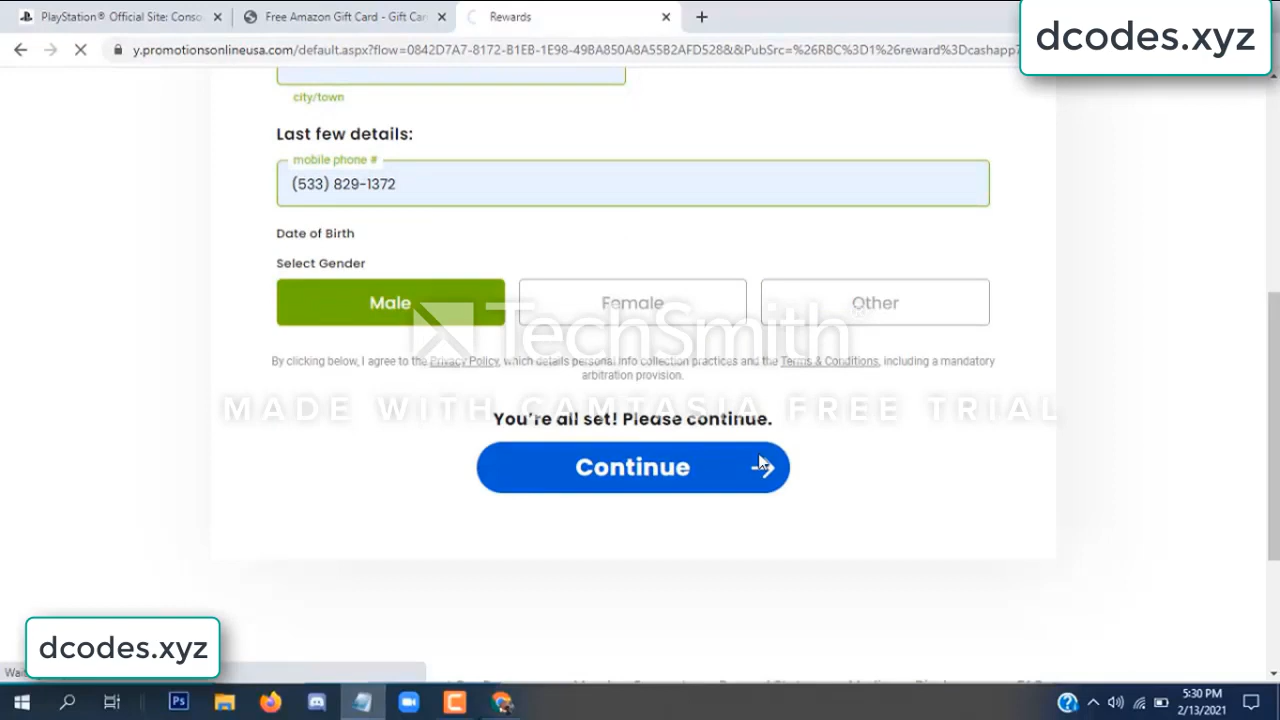 PlayStation® Official Site: Conso
Free Amazon Gift Card - Gift Car
Rewards
y.promotionsonlineusa.com/default.aspx?flow=0842D7A7-8172-B1EB-1E98-49BA850A8A55B2AFD528&&PubSrc=%26RBC%3D1%26reward%3Dcashapp
dcodes.xyz
city/town
Last few details:
mobile phone #
(533) 829-1372
Date of Birth
Select Gender
Male
Female
Other
TechSmith
By clicking below, I agree to the Privacy Policy, which details personal info collection practices and the Terms & Conditions, including a mandatory
arbitration provision.
MADE WITH CAMTASIA FREE TRIAL
You're all set! Please continue.
Continue
dcodes.xyz
Wai
Ps
5:30 PM
2/13/2021